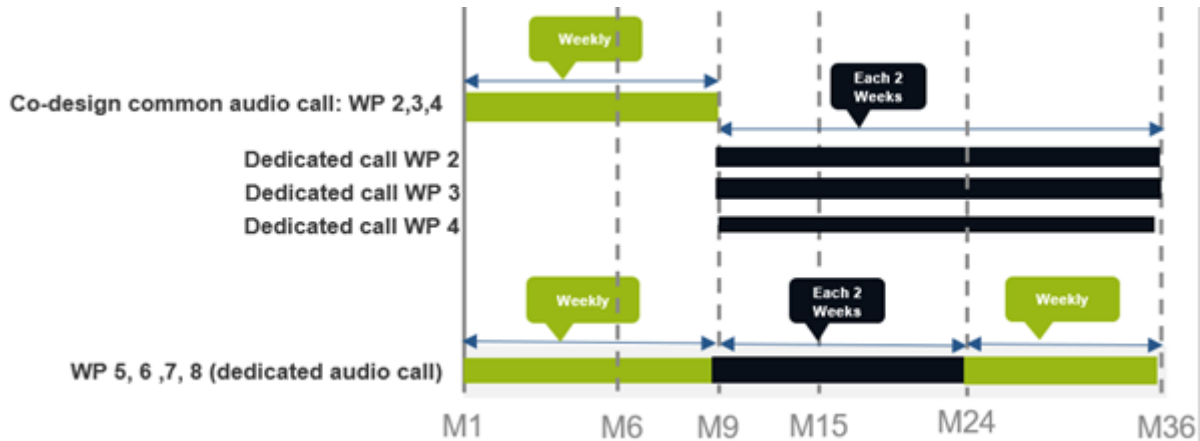 Weekly
Each 2
Weeks
Co-design common audio call: WP 2,3,4
Dedicated call WP 2
Dedicated call WP 3
Dedicated call WP 4
Weekly
Each 2
Weeks
Weekly
WP 5, 6 ,7, 8 (dedicated audio call)
M1 M6 M9 M15 M24 M36